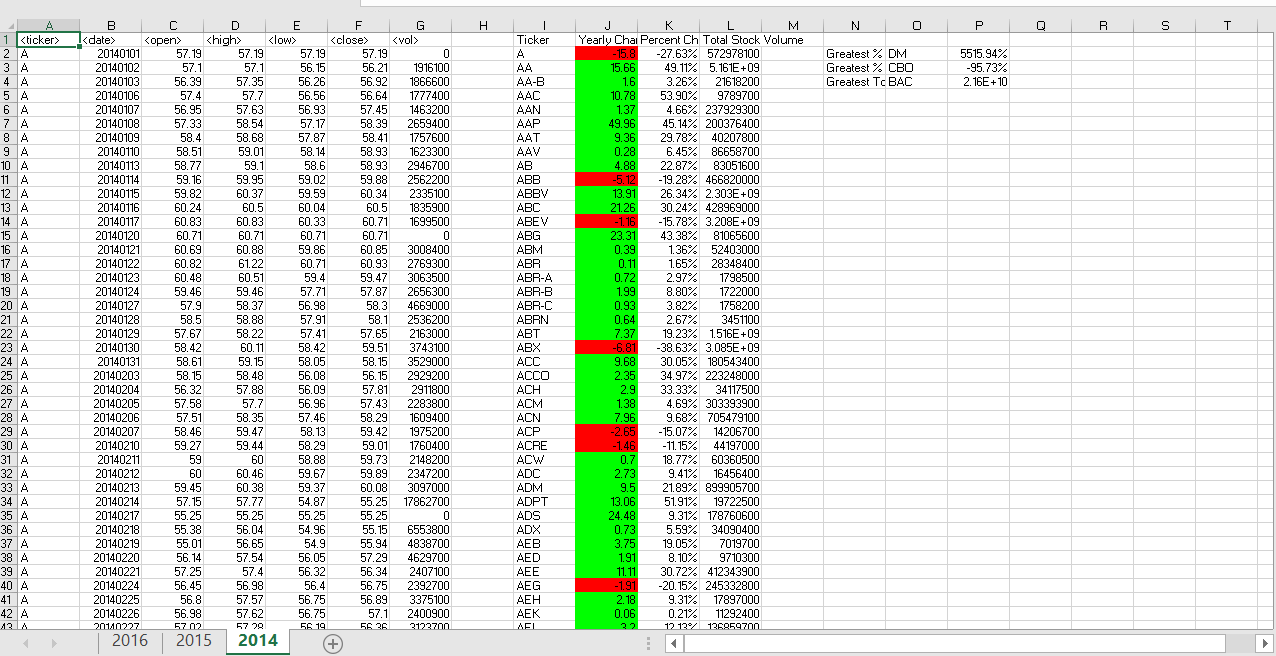 A B C D E F G H I J K L M N O P Q R S T
1 <ticker> <date> <open> <high> <low> <close> <vol> Ticker Yearly Chan Percent Ch Total Stock Volume
2 A 20140101 57.19 57.19 57.19 57.19 0 A -15.8 -27.63% 572978100 Greatest % DM 5515.94%
3 A 20140102 57.1 57.1 56.15 56.21 1916100 AA 15.66 49.11% 5.161E+09 Greatest % CBO -95.73%
4 A 20140103 56.39 57.35 56.26 56.92 1866600 AA-B 1.6 3.26% 21618200 Greatest To BAC 2.16E+10
5 A 20140106 57.4 57.7 56.56 56.64 1777400 AAC 10.78 53.90% 9789700
6 A 20140107 56.95 57.63 56.93 57.45 1463200 AAN 1.37 4.66% 237929300
7 A 20140108 57.33 58.54 57.17 58.39 2659400 AAP 49.96 45.14% 200376400
8 A 20140109 58.4 58.68 57.87 58.41 1757600 AAT 9.36 29.78% 40207800
9 A 20140110 58.51 59.01 58.14 58.93 1623300 AAV 0.28 6.45% 86658700
10 A 20140113 58.77 59.1 58.6 58.93 2946700 AB 4.88 22.87% 83051600
11 A 20140114 59.16 59.95 59.02 59.88 2562200 ABB -5.12 -19.28% 466820000
12 A 20140115 59.83 60.37 59.59 60.34 2335100 ABBV 13.91 26.34% 2.303E+09
13 A 20140116 60.24 60.5 60.04 60.5 1835900 ABC 21.26 30.24% 428969000
14 A 20140117 60.43 60.83 60.33 60.71 1699500 ABEV -1.16 -15.78% 3.208E+09
15 A 20140120 60.71 60.71 60.71 60.71 0 ABG 23.31 43.38% 81065600
16 A 20140121 60.61 60.88 59.86 60.85 3008400 ABM 0.39 1.36% 52403000
17 A 20140122 60.83 61.22 60.71 60.93 2769300 ABR 0.11 1.65% 28348400
18 A 20140123 60.43 60.51 59.4 59.47 3063500 ABR-A 0.72 2.97% 1798500
19 A 20140124 59.43 59.46 57.71 57.87 2656300 ABR-B 1.99 8.80% 1722000
20 A 20140127 57.9 58.37 56.98 58.3 4669000 ABR-C 0.93 3.82% 1758200
21 A 20140128 58.5 58.88 57.91 58.1 2536200 ABRN 0.64 2.67% 3451100
22 A 20140129 57.67 58.22 57.41 57.65 2163000 ABT 7.37 19.23% 1.516E+09
23 A 20140130 58.42 60.11 58.42 59.51 3743100 ABX -6.81 -38.63% 3.085E+09
24 A 20140131 58.61 59.15 58.05 58.15 3529000 ACC 9.68 30.05% 180543400
25 A 20140203 58.15 58.48 56.08 56.15 2929200 ACCO 2.35 34.97% 223248000
26 A 20140204 56.33 57.88 56.09 57.81 2911800 ACH 2.9 33.33% 34117500
27 A 20140205 57.58 57.7 56.96 57.43 2283800 ACM 1.38 4.69% 303393900
28 A 20140206 57.51 58.35 57.46 58.29 1609400 ACN 7.96 9.68% 705479100
29 A 20140207 58.45 59.47 58.13 59.42 1975200 ACP -2.65 -15.07% 14206700
30 A 20140210 59.26 59.44 58.29 59.01 1760400 ACRE -1.46 -11.15% 44197000
31 A 20140211 59 60 58.88 59.73 2148200 ACW 0.7 18.77% 60360500
32 A 20140212 60 60.46 59.67 59.89 2347200 ADC 2.73 9.41% 16456400
33 A 20140213 59.45 60.38 59.37 60.08 3097000 ADM 9.5 21.89% 899905700
34 A 20140214 57.15 57.77 54.87 55.25 17862700 ADPT 13.06 51.91% 19722500
35 A 20140217 55.25 55.25 55.25 55.25 0 ADS 24.48 9.31% 178760600
36 A 20140218 55.38 56.04 54.96 55.15 6553800 ADX 0.73 5.59% 34090400
37 A 20140219 55.01 56.65 54.9 55.94 4838700 AEB 3.75 19.05% 7019700
38 A 20140220 56.14 57.54 56.05 57.29 4629700 AED 1.91 8.10% 9710300
39 A 20140221 57.25 57.4 56.32 56.34 2407100 AEE 11.11 30.72% 412343900
40 A 20140224 56.45 56.98 56.4 56.75 2392700 AEG -1.91 -20.15% 245332800
41 A 20140225 56.8 57.57 56.75 56.89 3375100 AEH 2.18 9.31% 17897000
42 A 20140226 56.98 57.62 56.75 57.1 2400900 AEK 0.06 0.21% 11292400
43 A 20140227 57.02 57.28 56.19 56.36 3123700 AEL 3.2 12.13% 136859700
2016 2015 2014